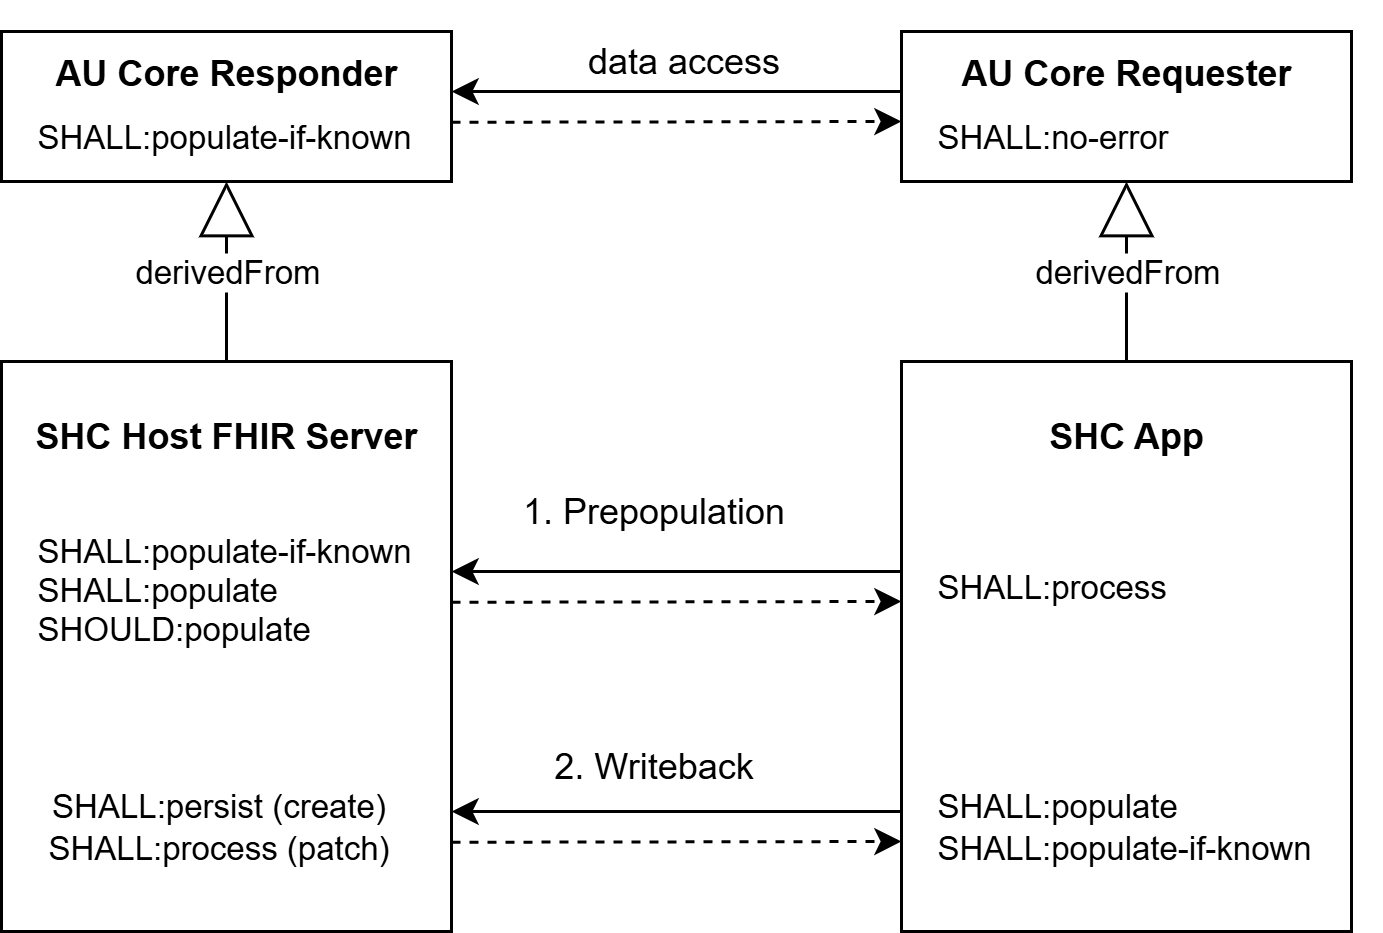 AU Core Responder
SHALL:populate-if-known
data access
AU Core Requester
SHALL:no-error
derivedFrom
derivedFrom
SHC Host FHIR Server
SHALL:populate-if-known
SHALL:populate
SHOULD:populate
1. Prepopulation
SHC App
SHALL:process
2. Writeback
SHALL:persist (create)
SHALL:process (patch)
SHALL:populate
SHALL:populate-if-known